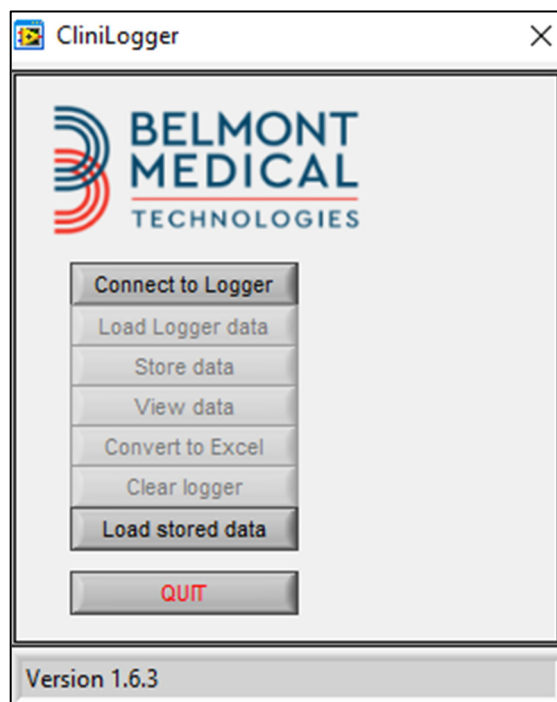 CliniLogger
BELMONT
MEDICAL
TECHNOLOGIES
Connect to Logger
Load Logger data
Store data
View data
Convert to Excel
Clear logger
Load stored data
QUIT
Version 1.6.3